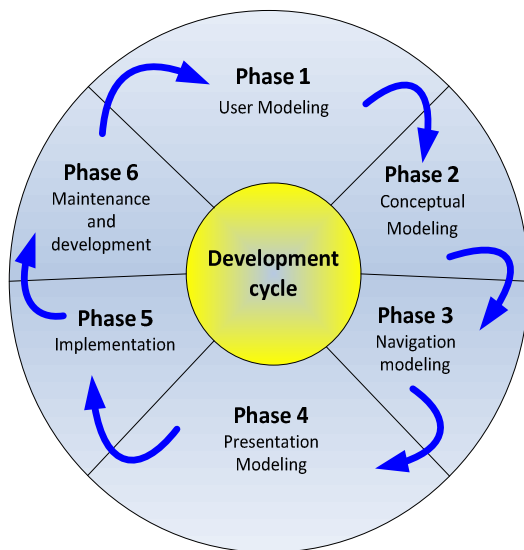 Phase 1
User Modeling
Phase 2
Conceptual
Modeling
Phase 3
Navigation
modeling
Phase 4
Presentation
Modeling
Phase 5
Implementation
Phase 6
Maintenance
and
development
Development
cycle